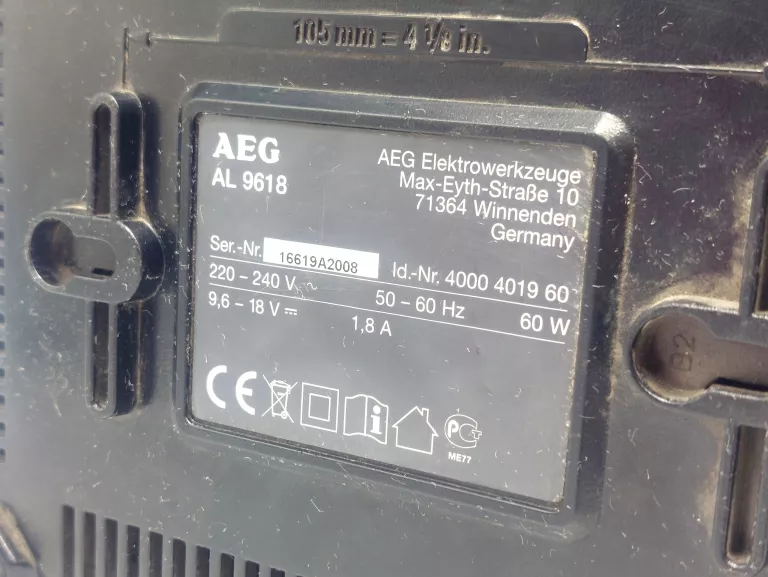 105 mm = 4 1/8 in.
AEG
AL 9618
AEG Elektrowerkzeuge
Max-Eyth-Straße 10
71364 Winnenden
Germany
Ser.-Nr. 16619A2008 Id.-Nr. 4000 4019 60
220 – 240 V ~ 50 – 60 Hz 60 W
9,6 – 18 V ⎓ 1,8 A
CE
i
PC
ME77
02